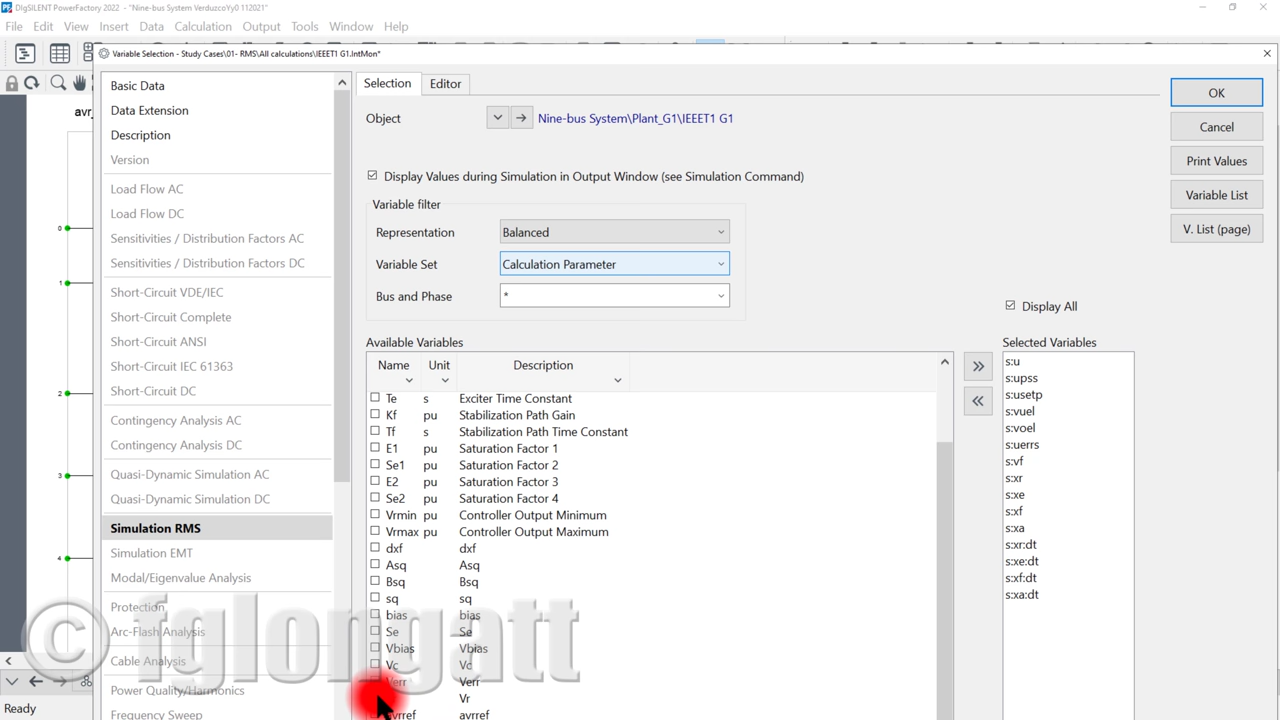 DIgSILENT PowerFactory 2022 - "Nine-bus System VerduzcoYy0 112021"
File Edit View Insert Data Calculation Output Tools Window Help
Variable Selection - Study Cases\01- RMS\All calculations\IEEET1 G1.IntMon*
avr_
0
1
2
3
4
Ready
Basic Data
Data Extension
Description
Version
Load Flow AC
Load Flow DC
Sensitivities / Distribution Factors AC
Sensitivities / Distribution Factors DC
Short-Circuit VDE/IEC
Short-Circuit Complete
Short-Circuit ANSI
Short-Circuit IEC 61363
Short-Circuit DC
Contingency Analysis AC
Contingency Analysis DC
Quasi-Dynamic Simulation AC
Quasi-Dynamic Simulation DC
Simulation RMS
Simulation EMT
Modal/Eigenvalue Analysis
Protection
Arc-Flash Analysis
Cable Analysis
Power Quality/Harmonics
Frequency Sweep
Selection Editor
Object Nine-bus System\Plant_G1\IEEET1 G1
Display Values during Simulation in Output Window (see Simulation Command)
Variable filter
Representation Balanced
Variable Set Calculation Parameter
Bus and Phase *
Available Variables
Name Unit Description
Te s Exciter Time Constant
Kf pu Stabilization Path Gain
Tf s Stabilization Path Time Constant
E1 pu Saturation Factor 1
Se1 pu Saturation Factor 2
E2 pu Saturation Factor 3
Se2 pu Saturation Factor 4
Vrmin pu Controller Output Minimum
Vrmax pu Controller Output Maximum
dxf dxf
Asq Asq
Bsq Bsq
sq sq
bias bias
Se Se
Vbias Vbias
Vc Vc
Verr Verr
Vr
avrref avrref
Display All
Selected Variables
s:u
s:upss
s:usetp
s:vuel
s:voel
s:uerrs
s:vf
s:xr
s:xe
s:xf
s:xa
s:xr:dt
s:xe:dt
s:xf:dt
s:xa:dt
OK
Cancel
Print Values
Variable List
V. List (page)
© fglongatt